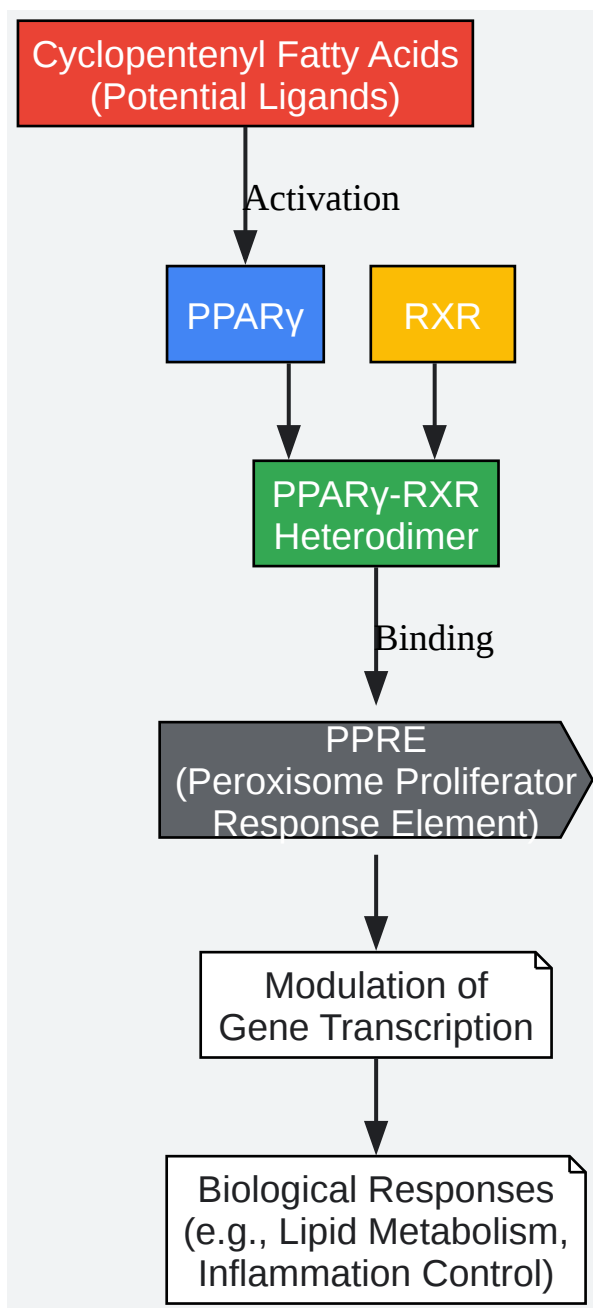 Cyclopentenyl Fatty Acids
(Potential Ligands)
Activation
PPARγ
RXR
PPARγ-RXR
Heterodimer
Binding
PPRE
(Peroxisome Proliferator
Response Element)
Modulation of
Gene Transcription
Biological Responses
(e.g., Lipid Metabolism,
Inflammation Control)